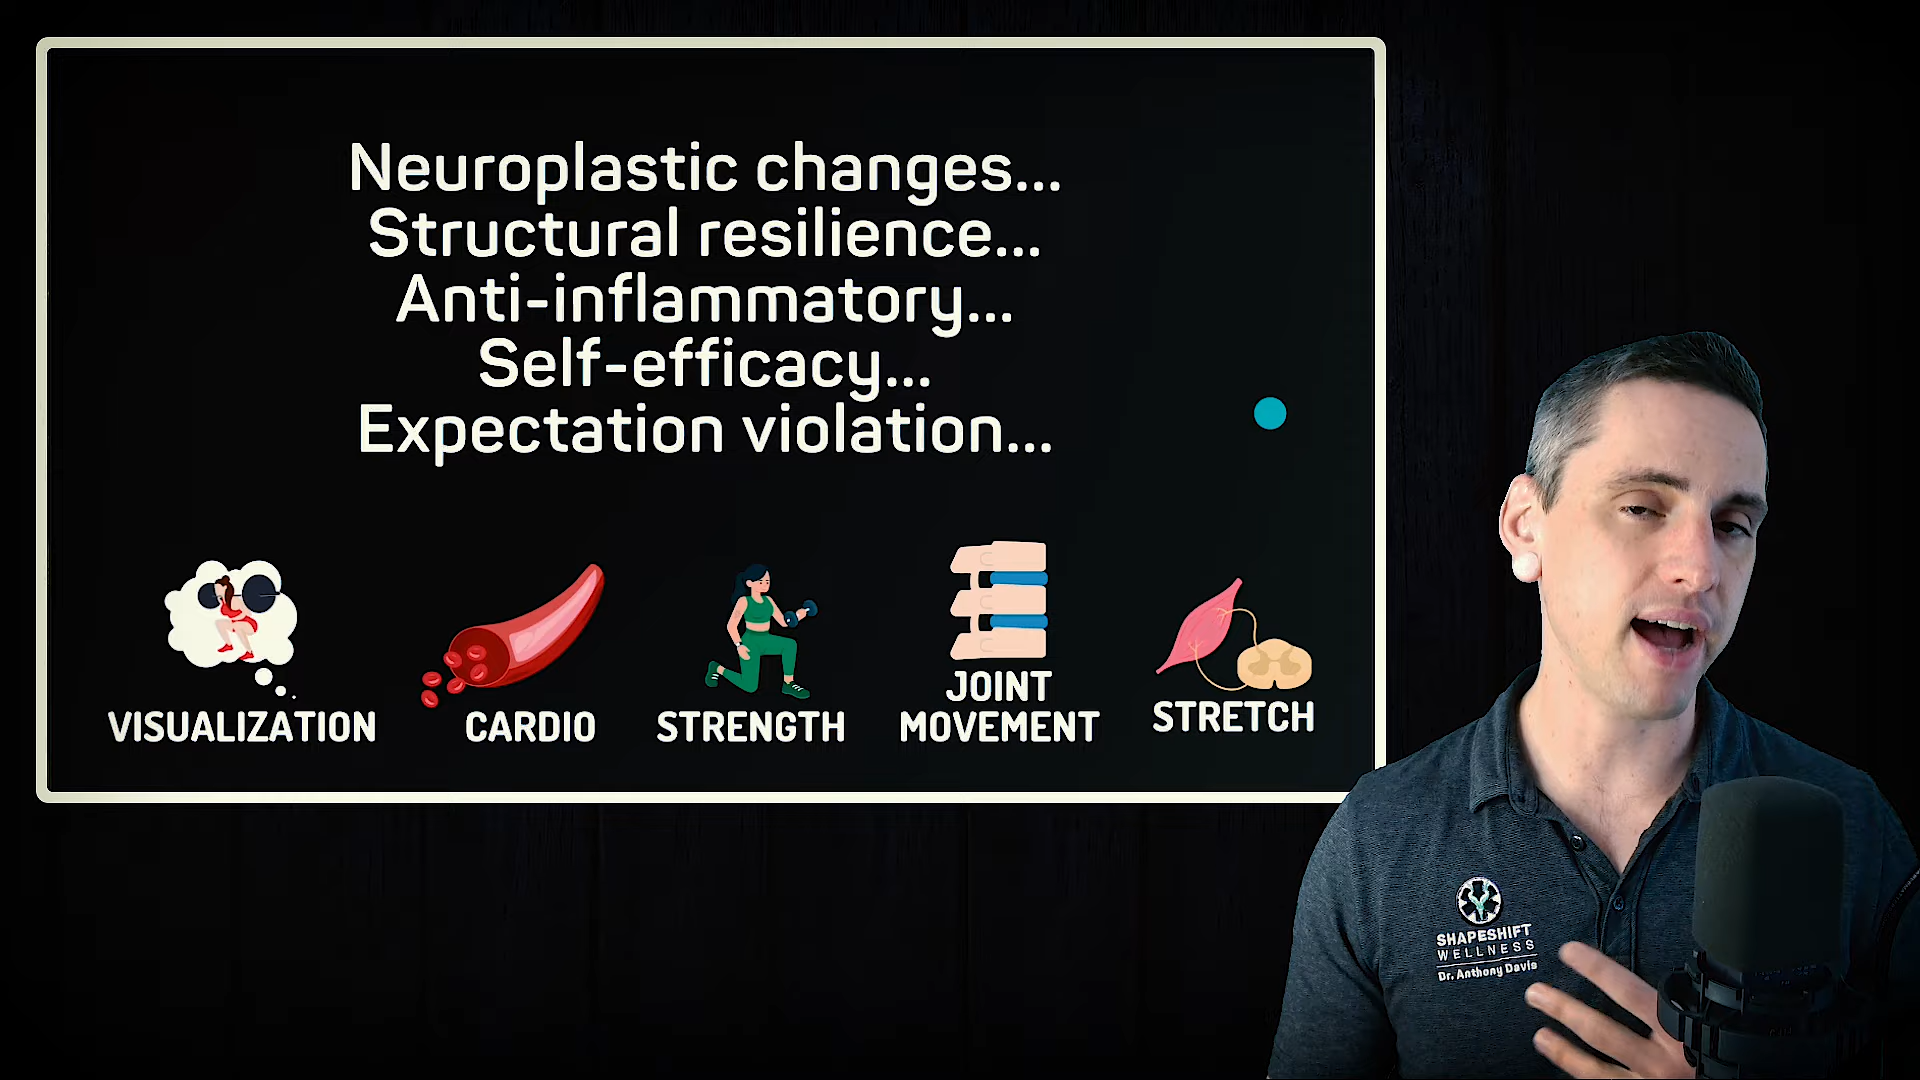 Neuroplastic changes...
Structural resilience...
Anti-inflammatory...
Self-efficacy...
Expectation violation...
VISUALIZATION
CARDIO
STRENGTH
JOINT
MOVEMENT
STRETCH
SHAPESHIFT
WELLNESS
Dr. Anthony Davis